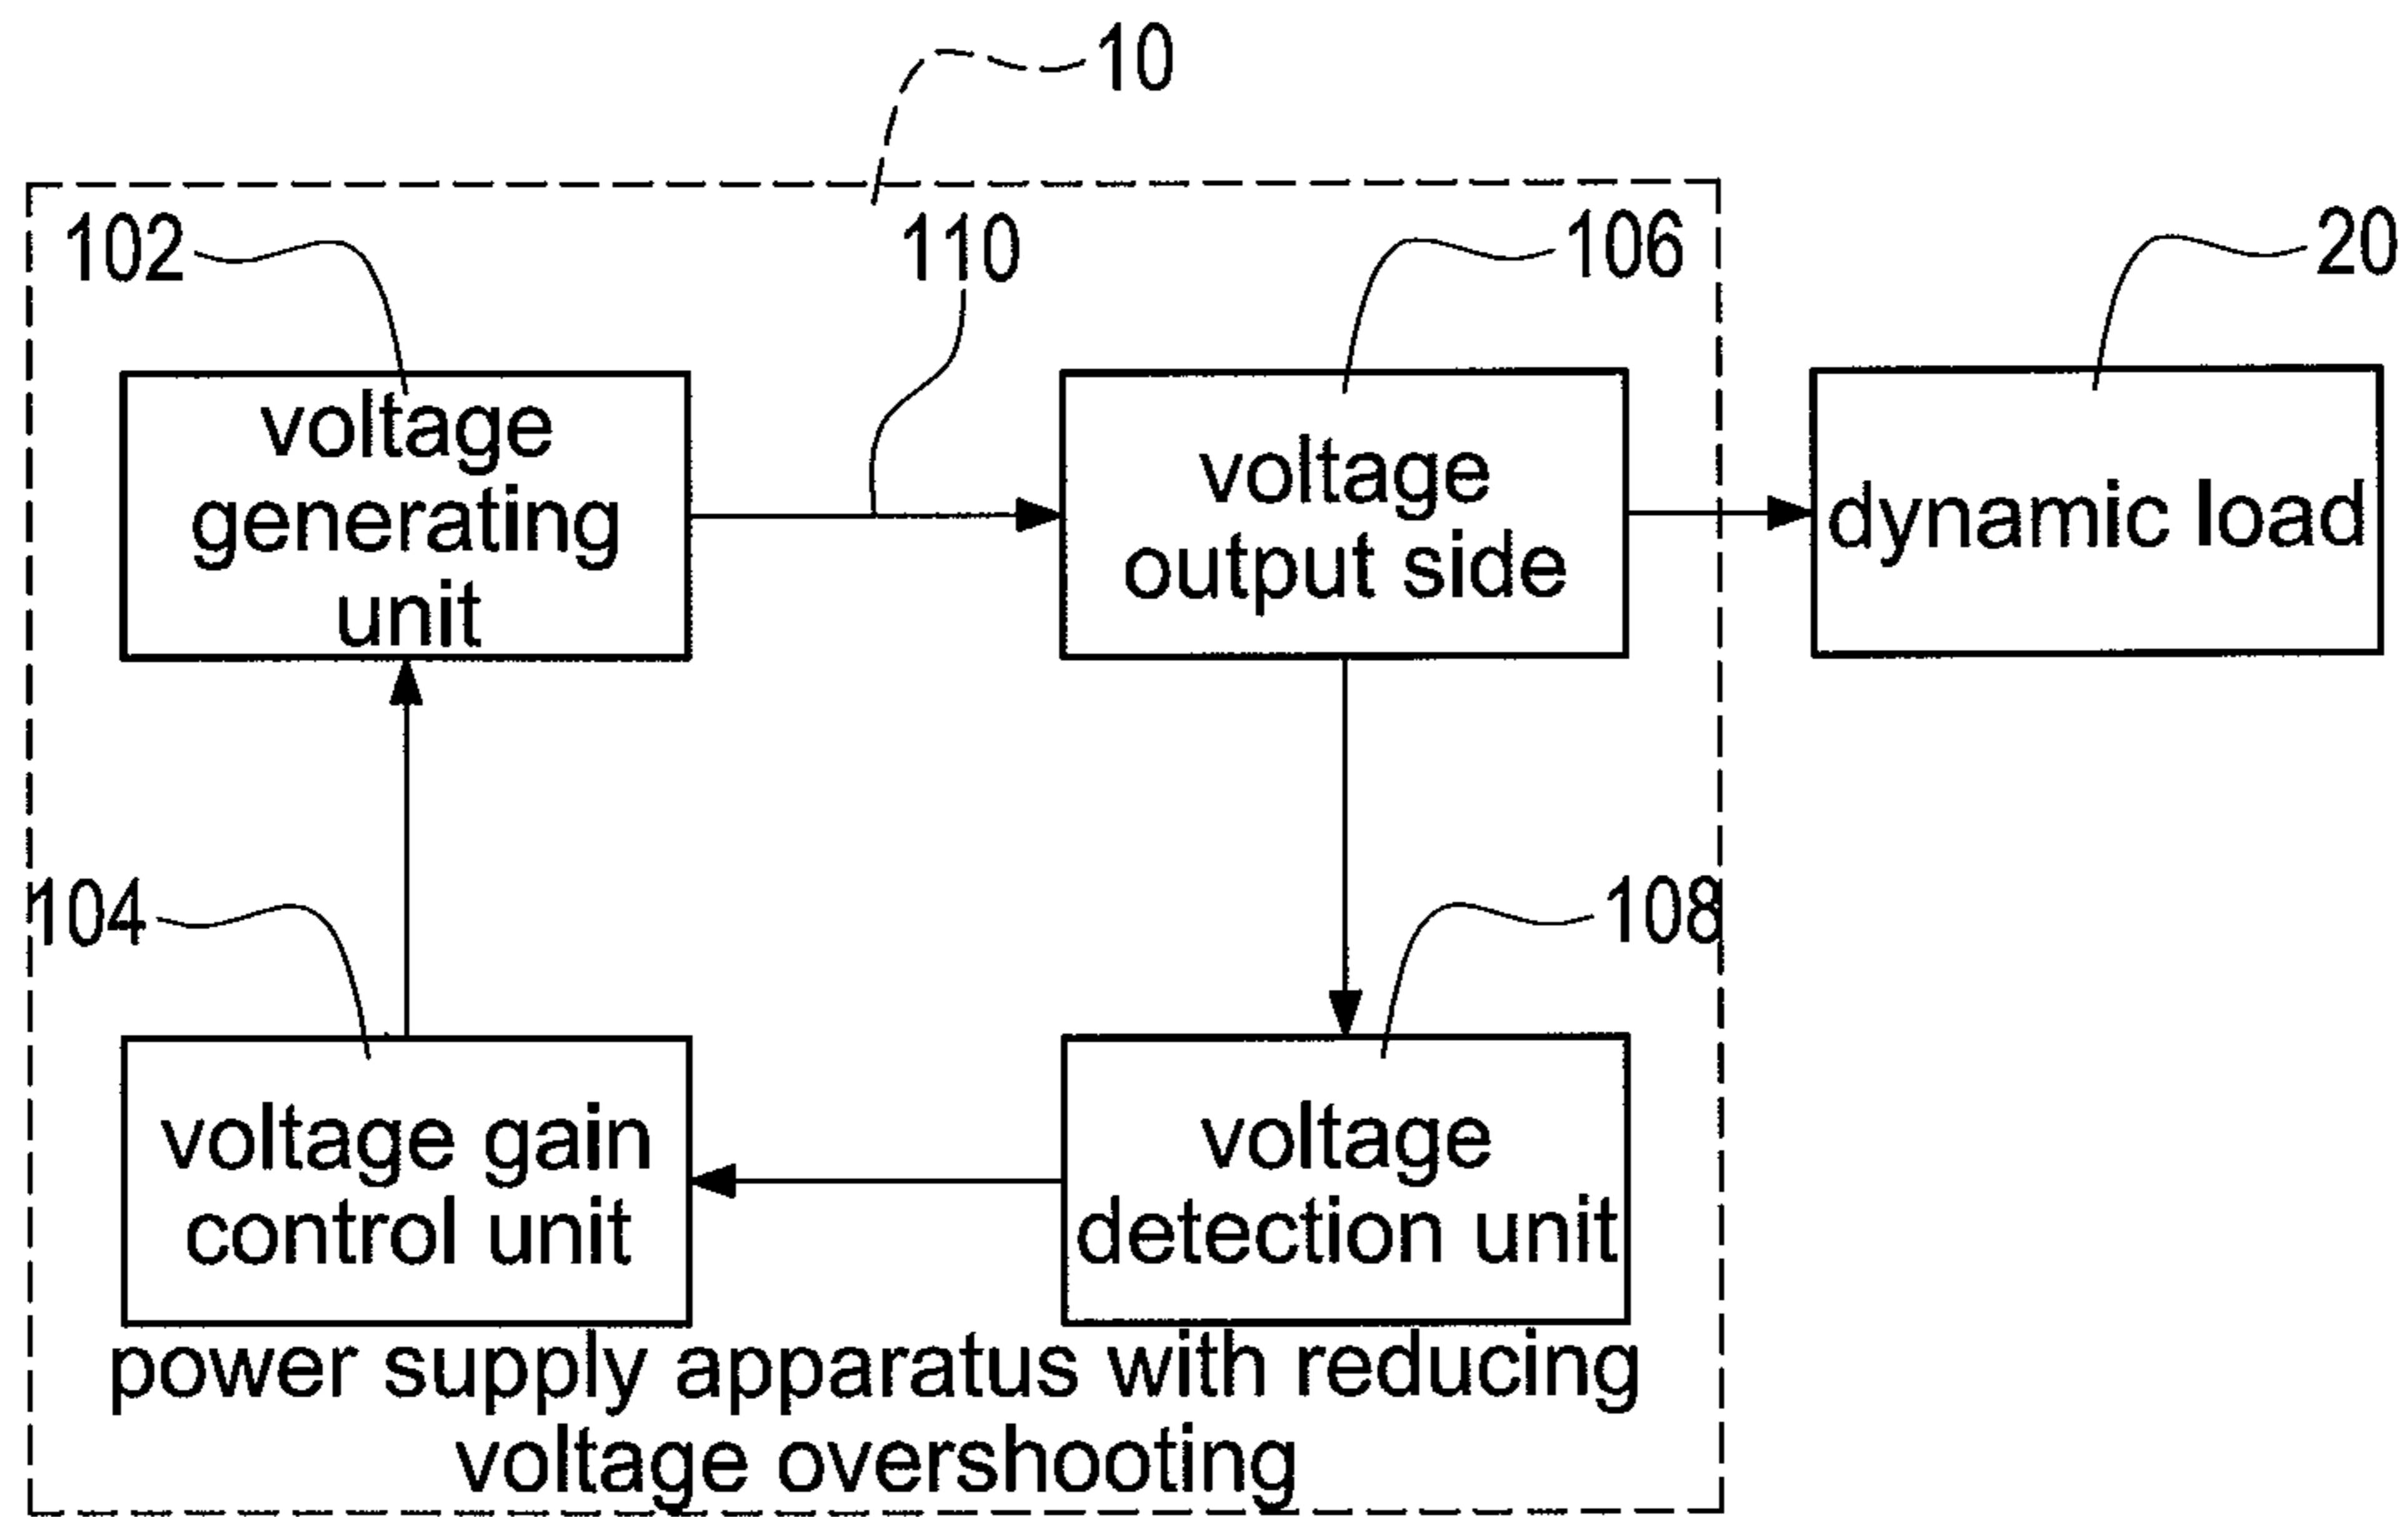 10
102
110
106
20
voltage
generating
unit
voltage
output side
dynamic load
104
108
voltage gain
control unit
voltage
detection unit
power supply apparatus with reducing
voltage overshooting